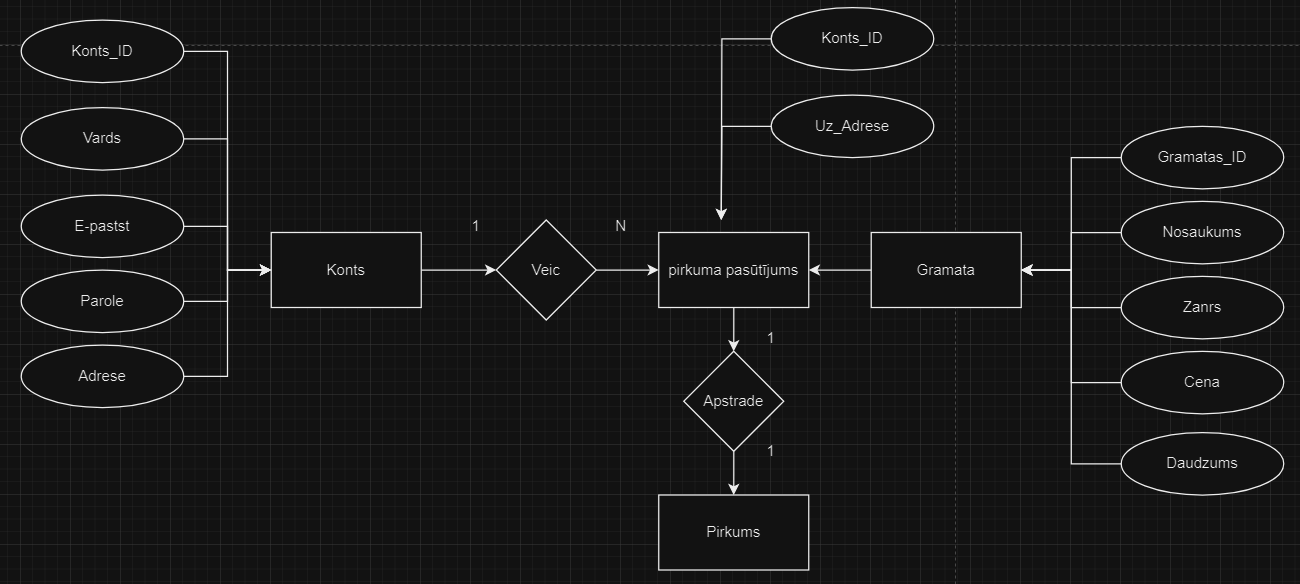 Konts_ID
Vards
E-pastst
Parole
Adrese
Konts
1
Veic
N
Konts_ID
Uz_Adrese
pirkuma pasūtījums
1
Apstrade
1
Pirkums
Gramata
Gramatas_ID
Nosaukums
Zanrs
Cena
Daudzums